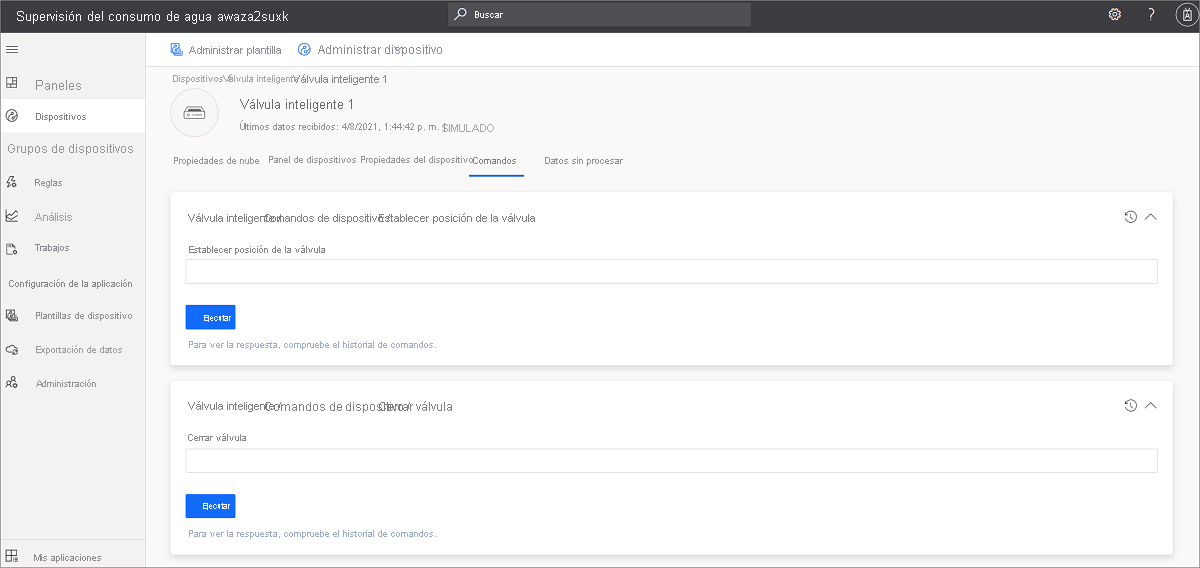 Supervisión del consumo de agua awaza2suxk
Buscar
?
Administrar plantilla
Administrar dispositivo
Paneles
Dispositivos
Grupos de dispositivos
Reglas
Análisis
Trabajos
Configuración de la aplicación
Plantillas de dispositivo
Exportación de datos
Administración
Mis aplicaciones
Dispositivos/Válvula inteligente/Válvula inteligente 1
Válvula inteligente 1
Últimos datos recibidos: 4/8/2021, 1:44:42 p. m. SIMULADO
Propiedades de nube
Panel de dispositivos
Propiedades del dispositivo
Comandos
Datos sin procesar
Válvula inteligente / Comandos de dispositivo / Establecer posición de la válvula
Establecer posición de la válvula
Ejecutar
Para ver la respuesta, compruebe el historial de comandos.
Válvula inteligente / Comandos de dispositivo / Cerrar válvula
Cerrar válvula
Ejecutar
Para ver la respuesta, compruebe el historial de comandos.